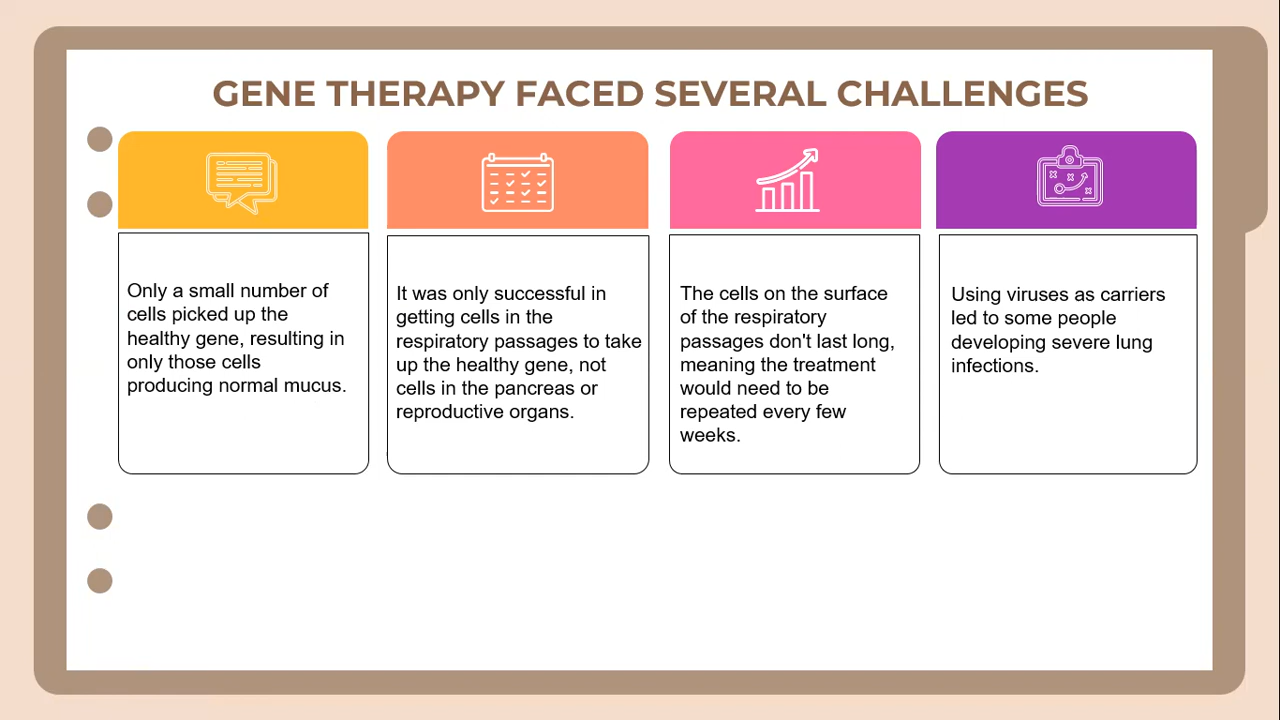 GENE THERAPY FACED SEVERAL CHALLENGES
Only a small number of
cells picked up the
healthy gene, resulting in
only those cells
producing normal mucus.
It was only successful in
getting cells in the
respiratory passages to take
up the healthy gene, not
cells in the pancreas or
reproductive organs.
The cells on the surface
of the respiratory
passages don't last long,
meaning the treatment
would need to be
repeated every few
weeks.
Using viruses as carriers
led to some people
developing severe lung
infections.